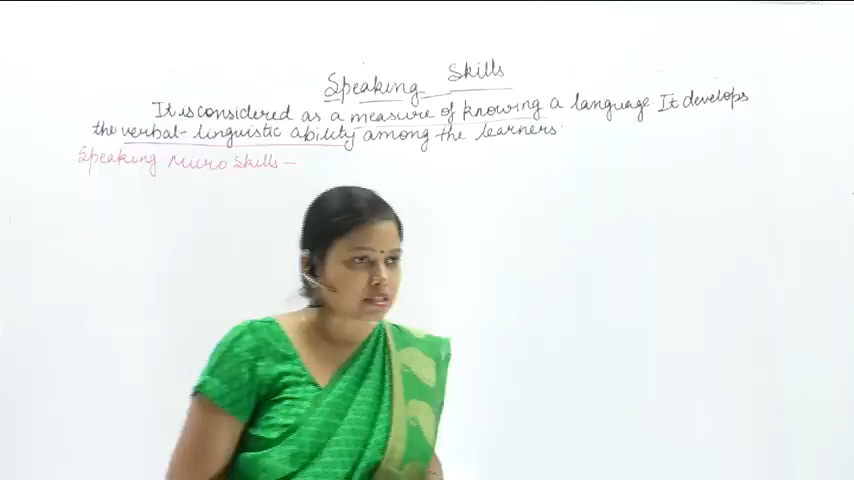 Speaking Skills
It is considered as a measure of knowing a language. It develops
the verbal-linguistic ability among the learners.
Speaking Micro Skills -